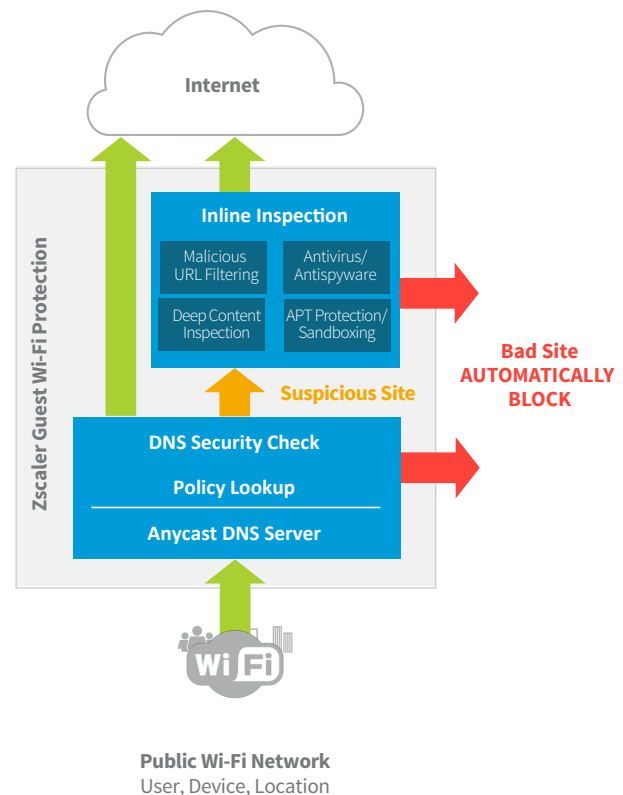 Internet
Zscaler Guest Wi-Fi Protection
Inline Inspection
Malicious
URL Filtering
Antivirus/
Antispyware
Deep Content
Inspection
APT Protection/
Sandboxing
Bad Site
AUTOMATICALLY
BLOCK
Suspicious Site
DNS Security Check
Policy Lookup
Anycast DNS Server
Wi Fi
Public Wi-Fi Network
User, Device, Location